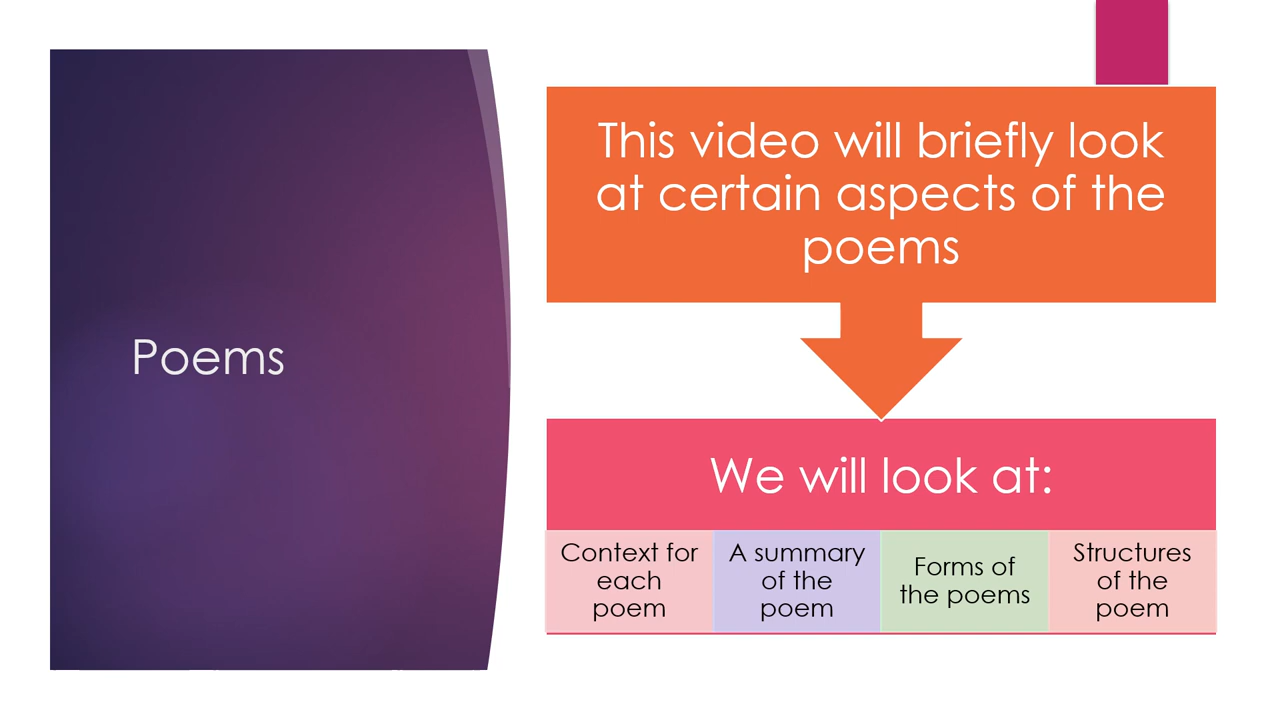 Poems
This video will briefly look
at certain aspects of the
poems
We will look at:
Context for
each
poem
A summary
of the
poem
Forms of
the poems
Structures
of the
poem